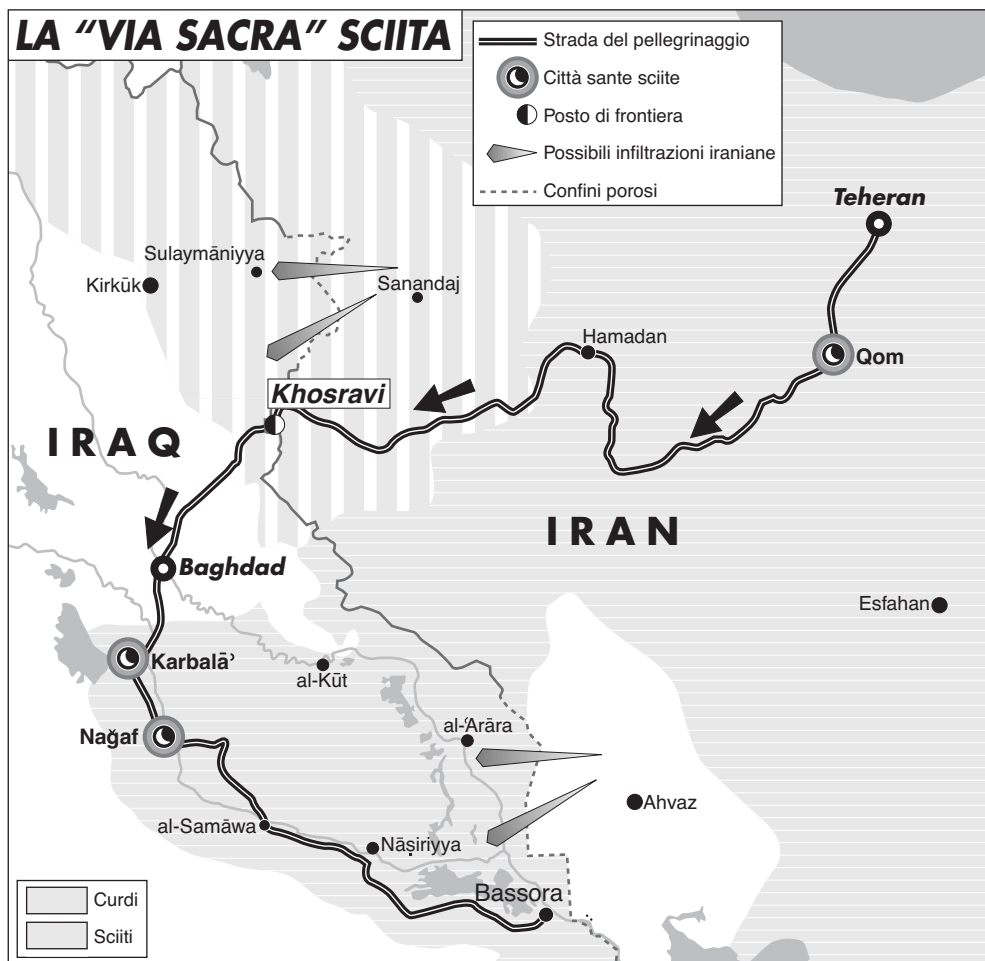 LA “VIA SACRA” SCIITA
Strada del pellegrinaggio
Città sante sciite
Posto di frontiera
Possibili infiltrazioni iraniane
Confini porosi
Teheran
Sulaymāniyya
Kirkūk
Sanandaj
Hamadan
Qom
Khosravi
IRAQ
IRAN
Baghdad
Esfahan
Karbalā’
al-Kūt
Nağaf
al-‘Arāra
Ahvaz
al-Samāwa
Nāṣiriyya
Bassora
Curdi
Sciiti